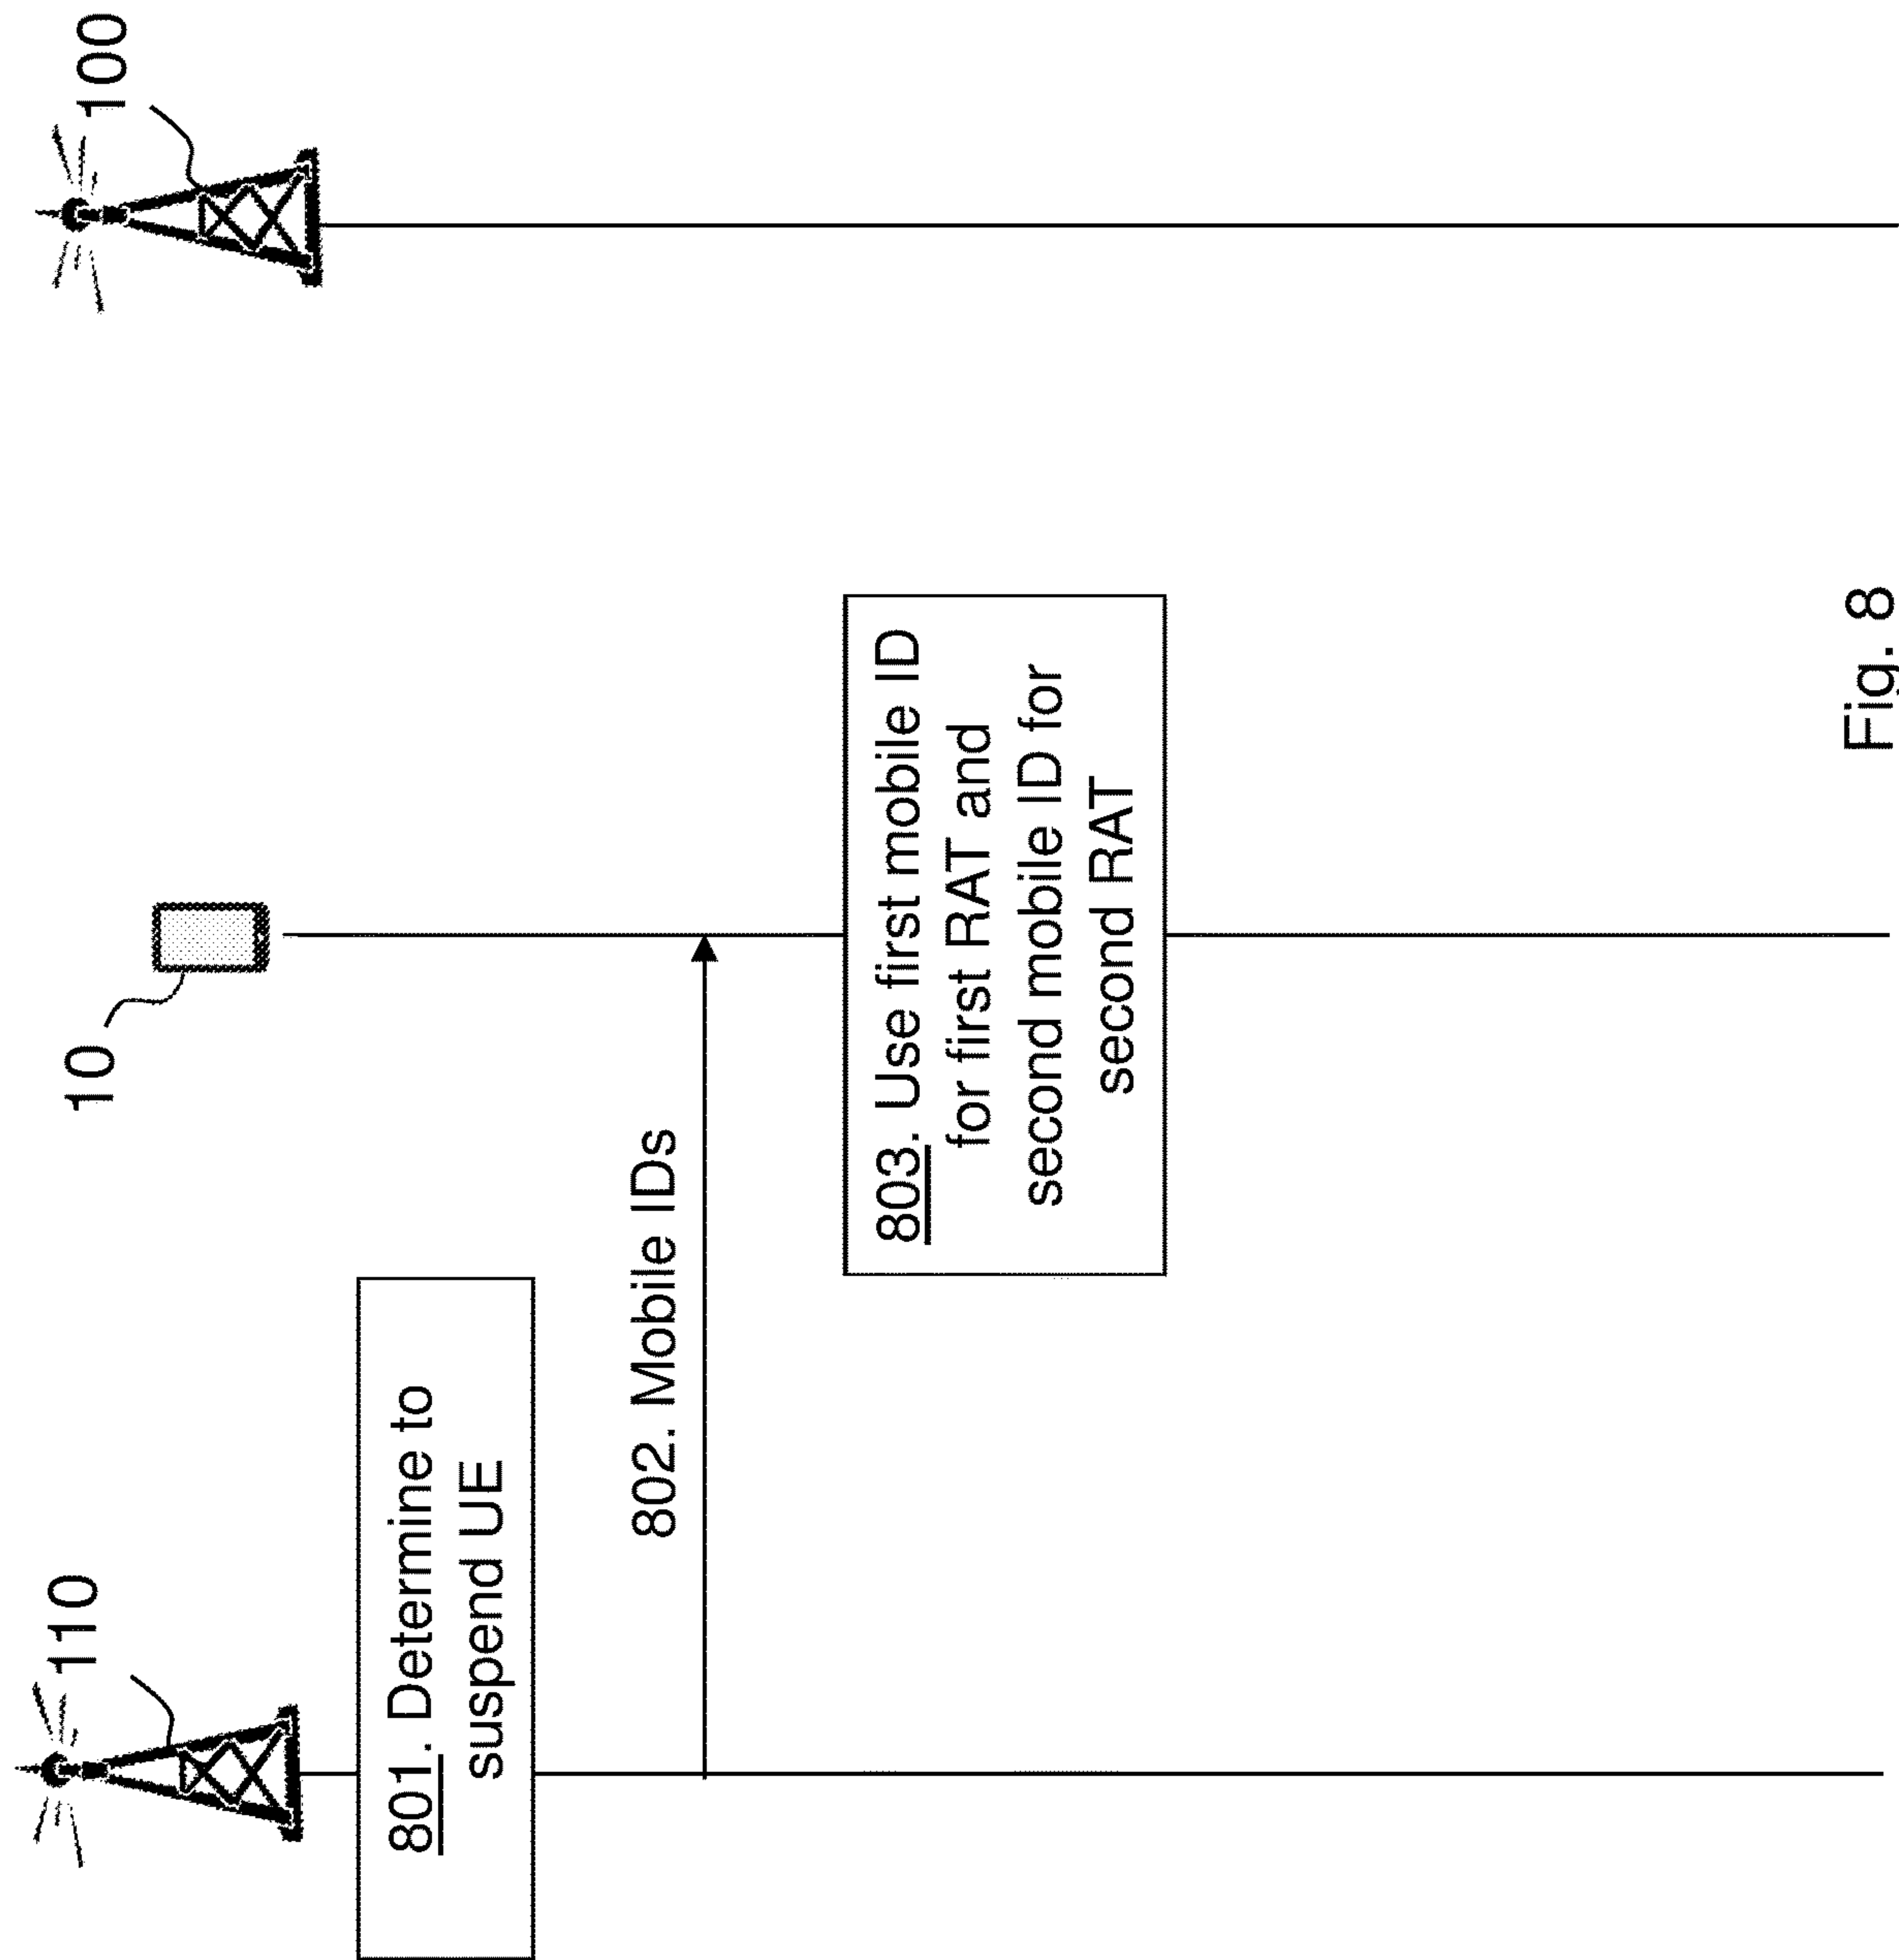 110
10
100
801. Determine to
suspend UE
802. Mobile IDs
803. Use first mobile ID
for first RAT and
second mobile ID for
second RAT
Fig. 8